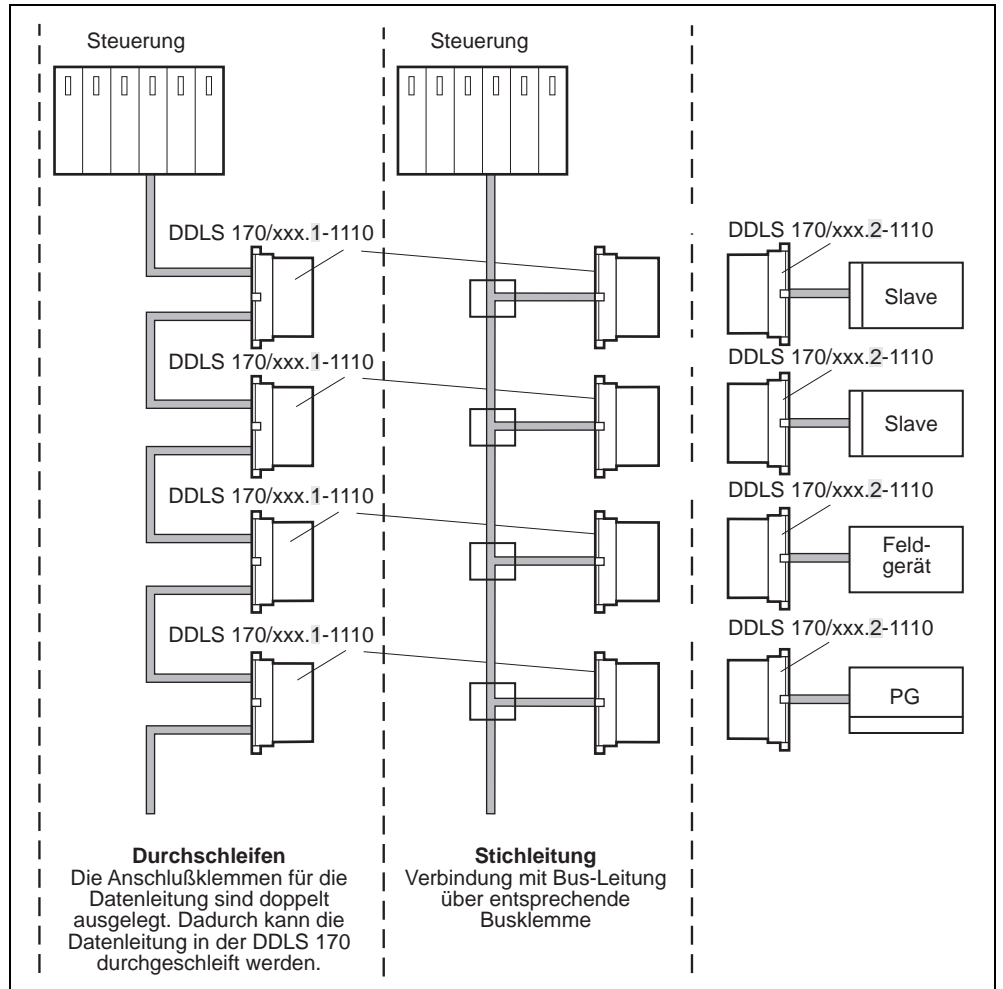 Steuerung
DDLS 170/xxx.1-1110
DDLS 170/xxx.1-1110
DDLS 170/xxx.1-1110
DDLS 170/xxx.1-1110
Durchschleifen
Die Anschlußklemmen für die
Datenleitung sind doppelt
ausgelegt. Dadurch kann die
Datenleitung in der DDLS 170
durchgeschleift werden.
Steuerung
Stichleitung
Verbindung mit Bus-Leitung
über entsprechende
Busklemme
DDLS 170/xxx.2-1110
Slave
DDLS 170/xxx.2-1110
Slave
DDLS 170/xxx.2-1110
Feld-
gerät
DDLS 170/xxx.2-1110
PG